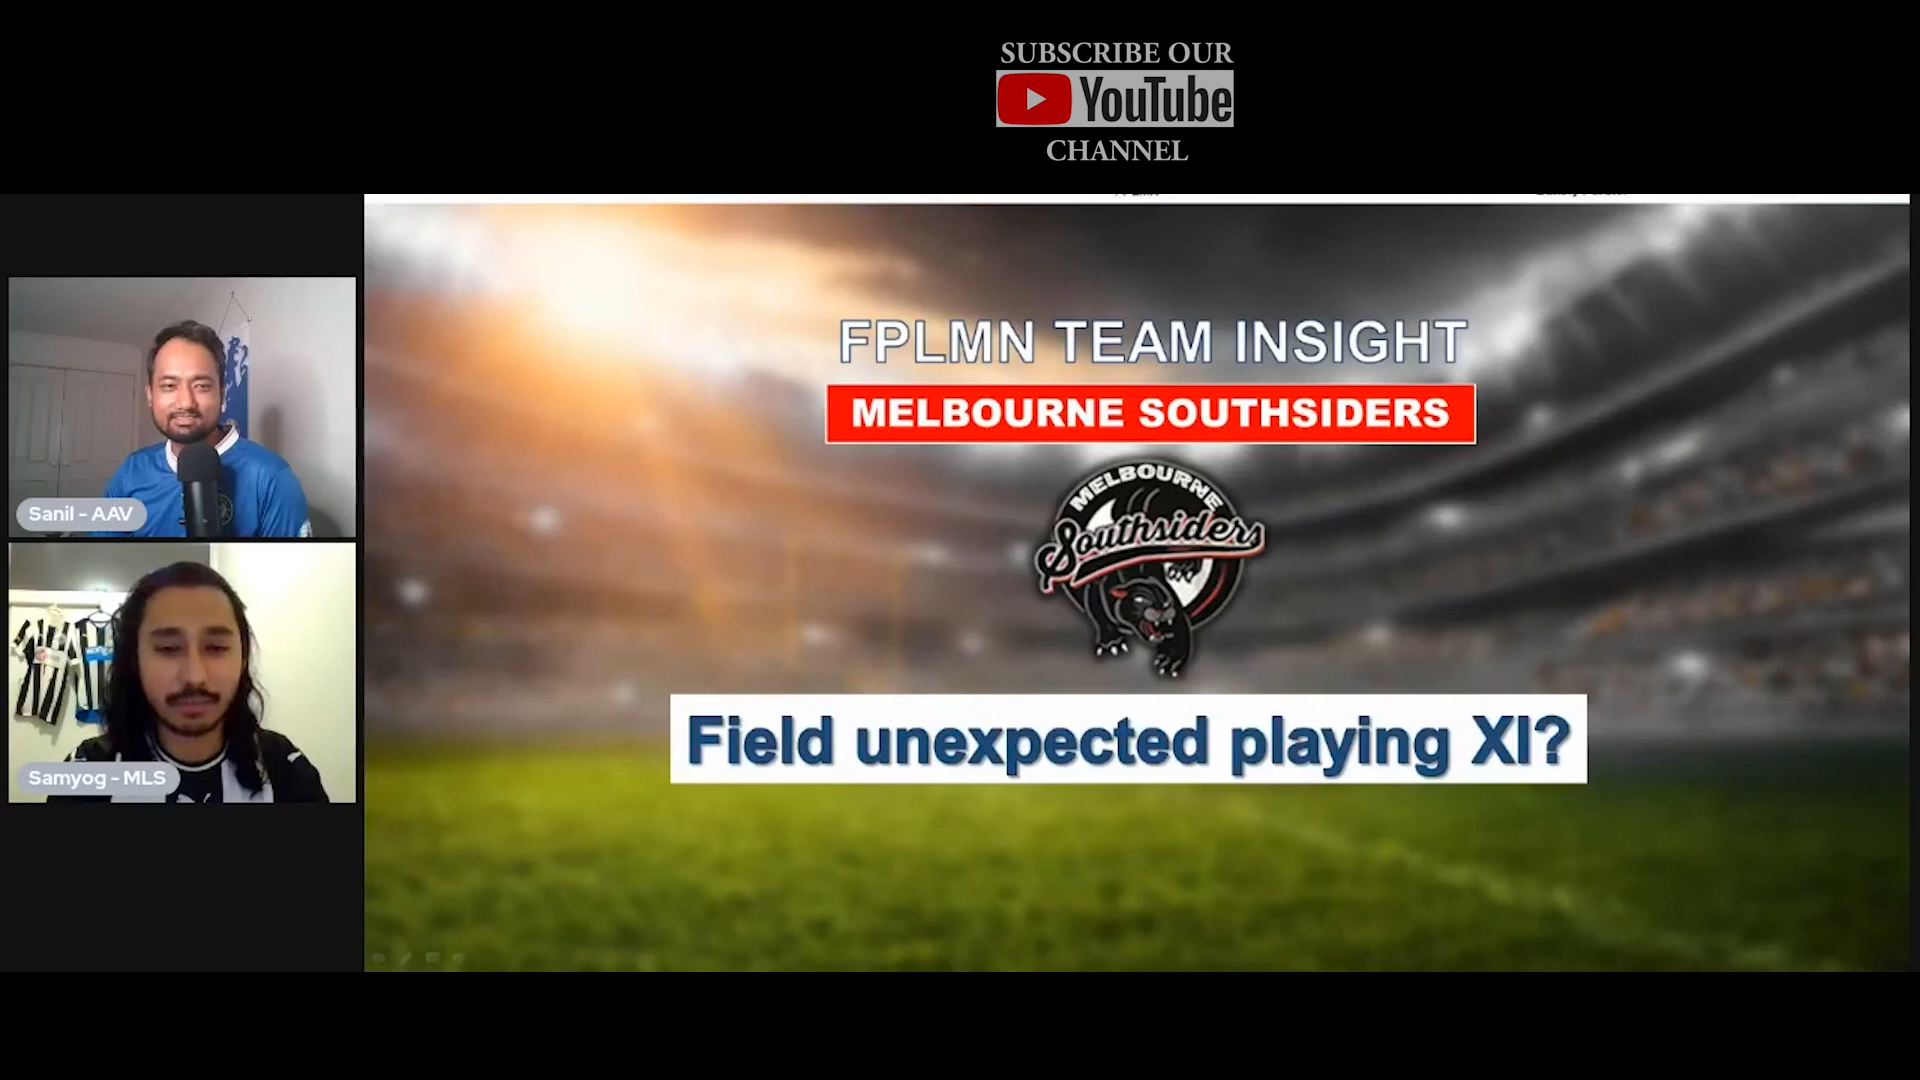 SUBSCRIBE OUR
YouTube
CHANNEL
FPLMN TEAM INSIGHT
MELBOURNE SOUTHSIDERS
MELBOURNE
Southsiders
Field unexpected playing XI?
Sanil - AAV
Samyog - MLS